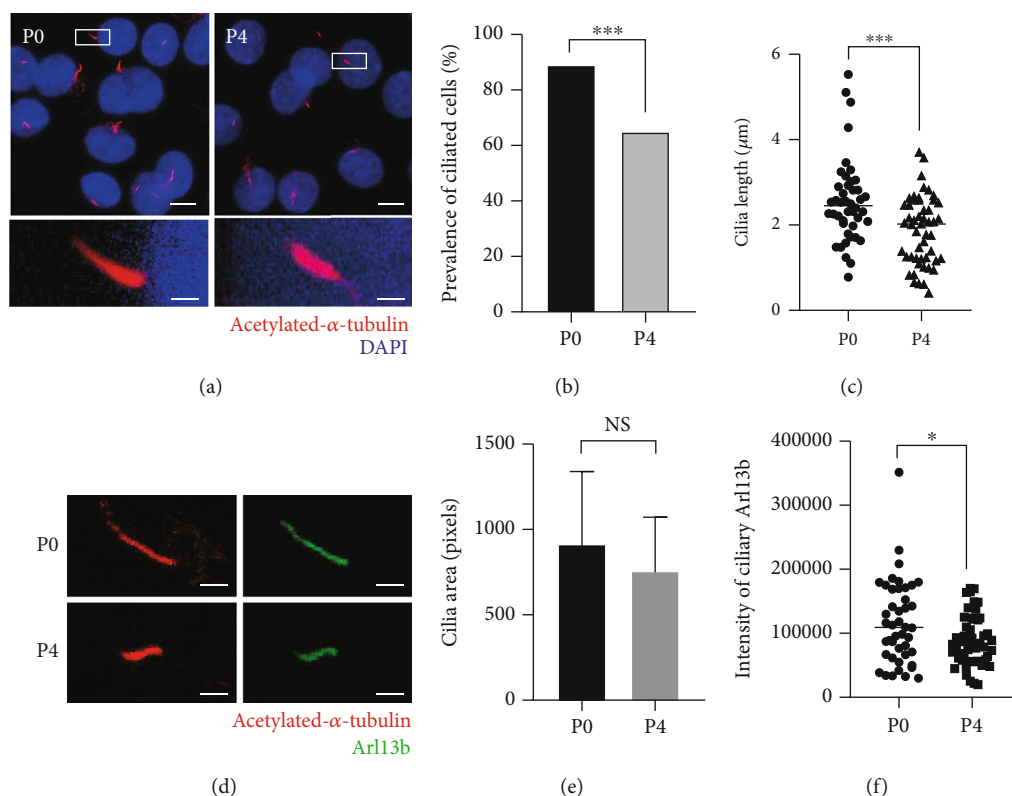 P0
P4
Acetylated-α-tubulin
DAPI
(a)
Prevalence of ciliated cells (%)
100
80
60
40
20
0
***
P0
P4
(b)
Cilia length (μm)
6
4
2
0
***
P0
P4
(c)
P0
P4
Acetylated-α-tubulin
Arl13b
(d)
Cilia area (pixels)
1500
1000
500
0
NS
P0
P4
(e)
Intensity of ciliary Arl13b
400000
300000
200000
100000
0
*
P0
P4
(f)